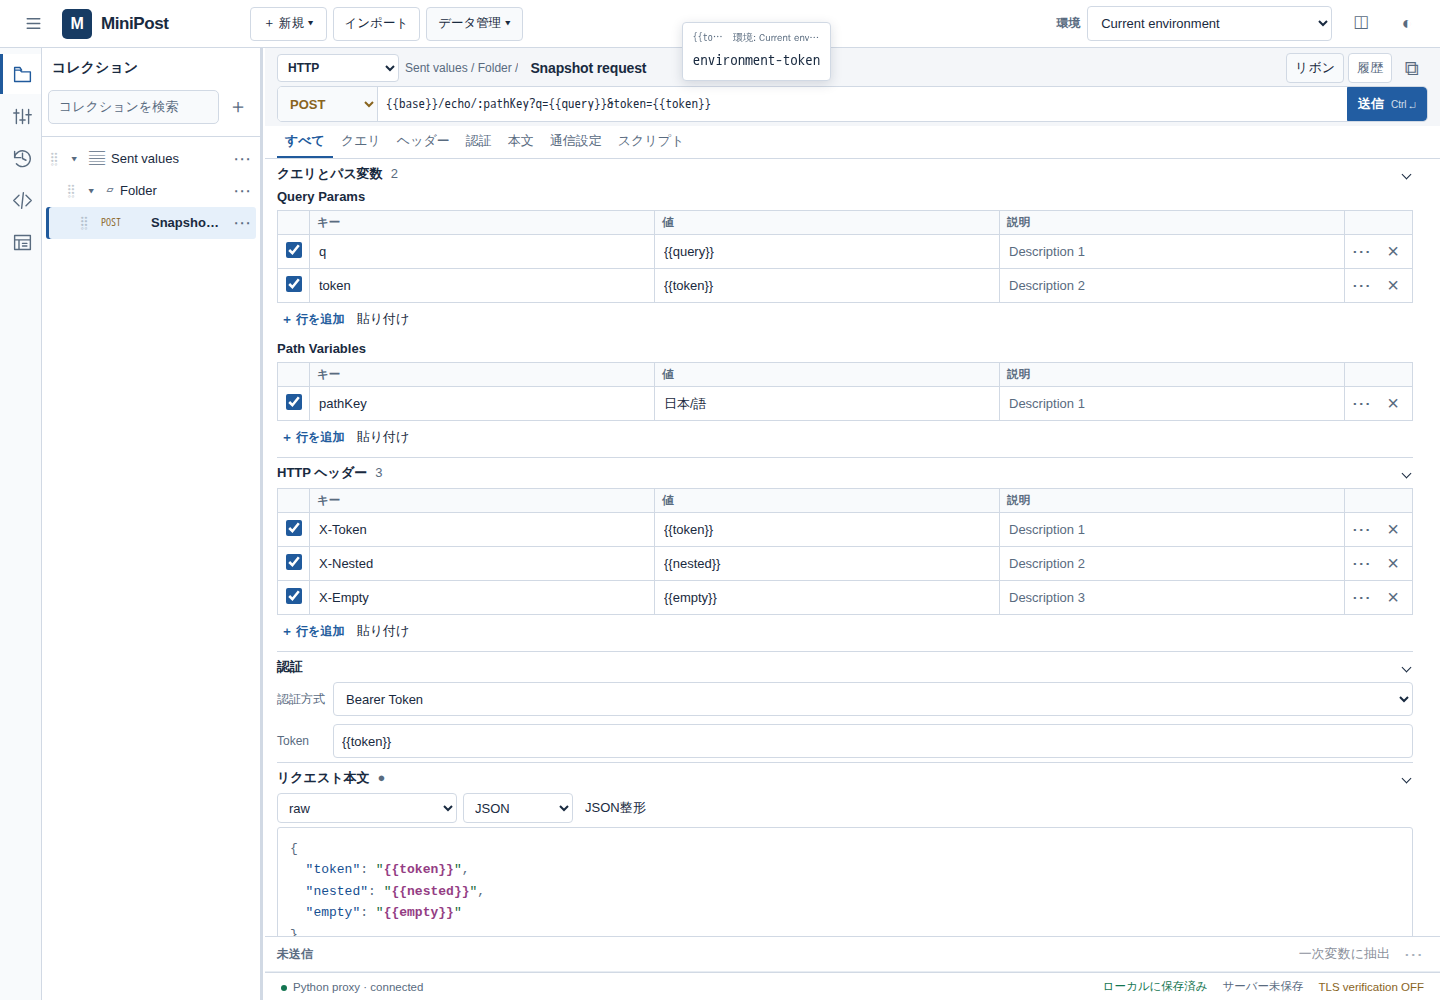 M MiniPost
+ 新規 ▾ インポート データ管理 ▾
{{to… 環境: Current env…
environment-token
環境 Current environment
コレクション
コレクションを検索 +
Sent values ···
Folder ···
POST Snapsho… ···
HTTP Sent values / Folder / Snapshot request リボン 履歴
POST {{base}}/echo/:pathKey?q={{query}}&token={{token}} 送信 Ctrl ⏎
すべて クエリ ヘッダー 認証 本文 通信設定 スクリプト
クエリとパス変数 2
Query Params
キー 値 説明
q {{query}} Description 1 ··· ×
token {{token}} Description 2 ··· ×
+ 行を追加 貼り付け
Path Variables
キー 値 説明
pathKey 日本/語 Description 1 ··· ×
+ 行を追加 貼り付け
HTTP ヘッダー 3
キー 値 説明
X-Token {{token}} Description 1 ··· ×
X-Nested {{nested}} Description 2 ··· ×
X-Empty {{empty}} Description 3 ··· ×
+ 行を追加 貼り付け
認証
認証方式 Bearer Token
Token {{token}}
リクエスト本文 ●
raw JSON JSON整形
{
"token": "{{token}}",
"nested": "{{nested}}",
"empty": "{{empty}}"
}
未送信 一次変数に抽出 ···
● Python proxy · connected ローカルに保存済み サーバー未保存 TLS verification OFF